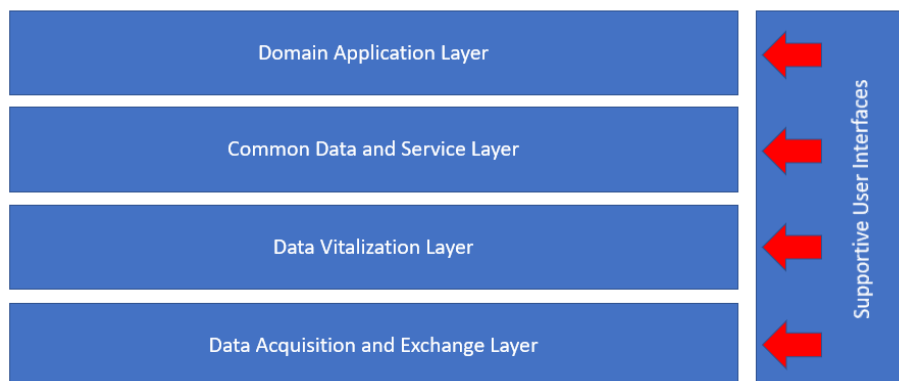 Domain Application Layer
Common Data and Service Layer
Data Vitalization Layer
Data Acquisition and Exchange Layer
Supportive User Interfaces